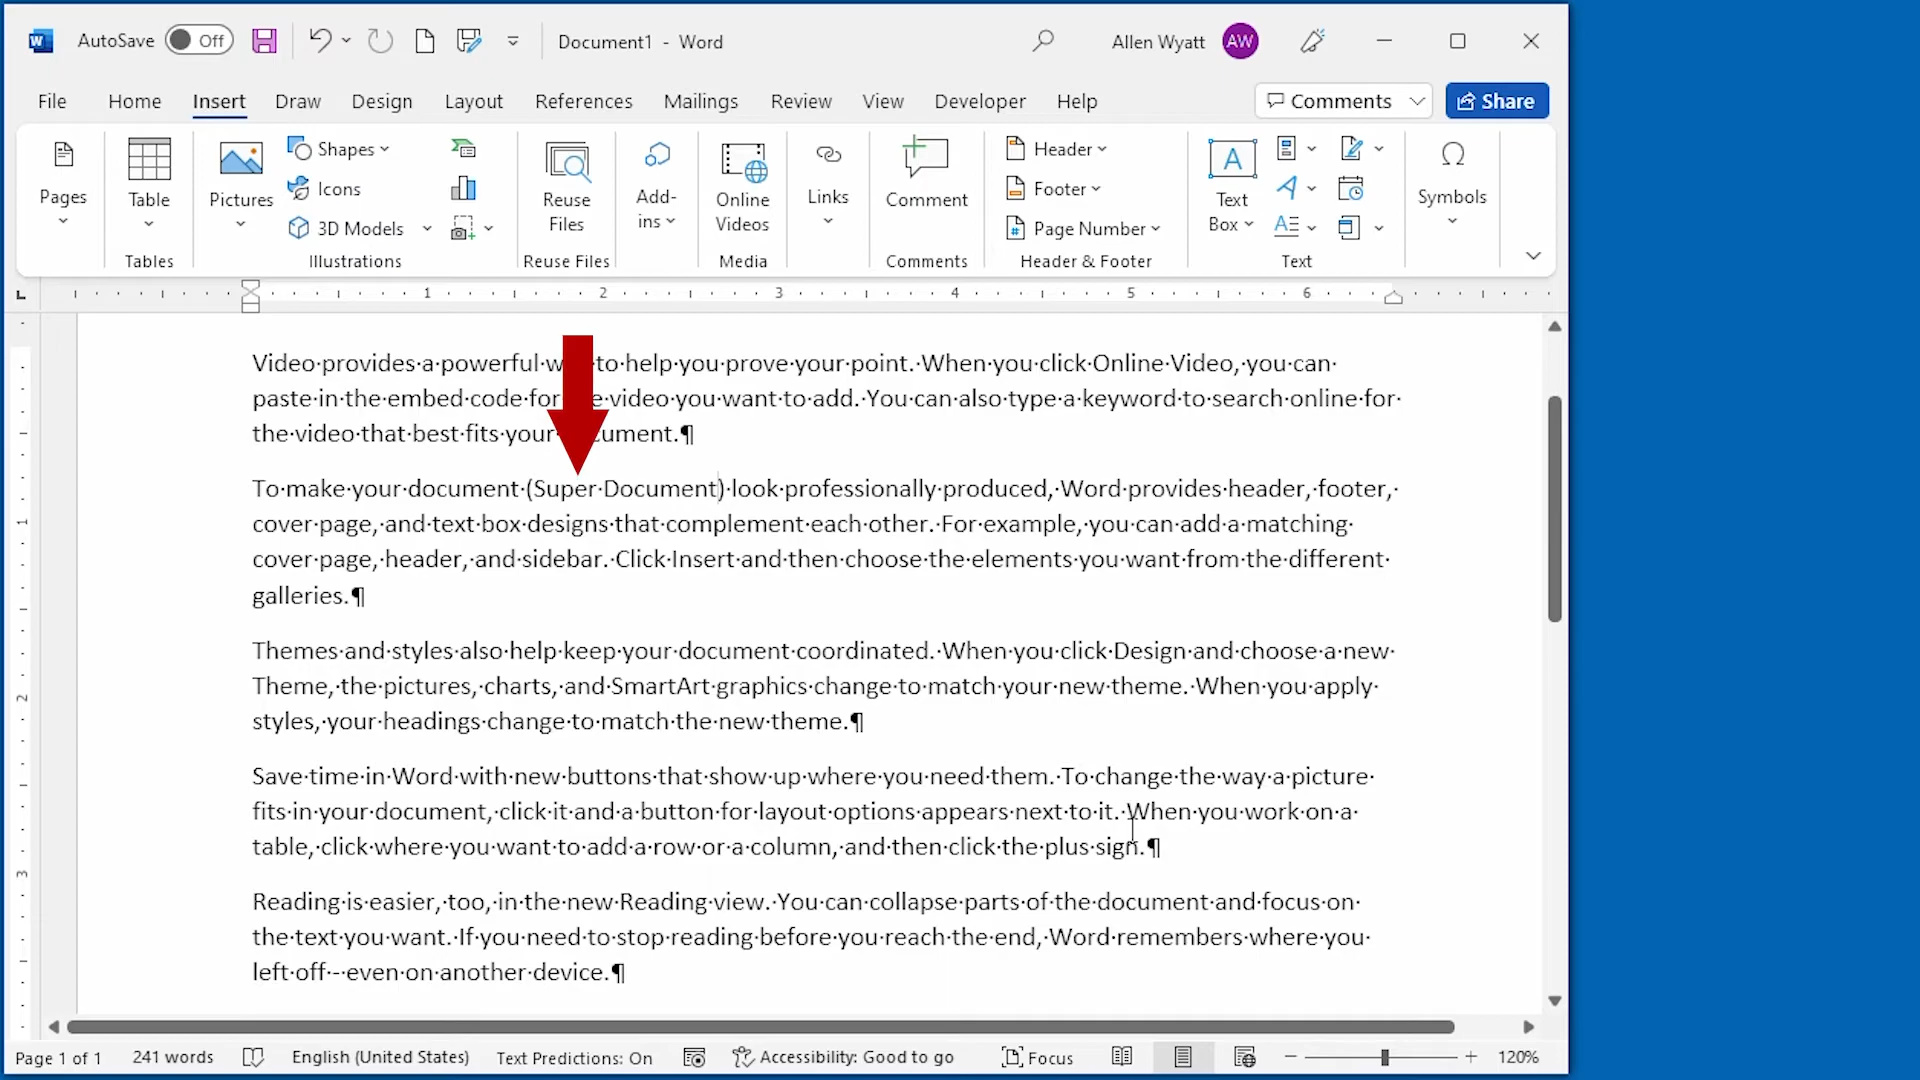 AutoSave Off Document1 - Word Allen Wyatt AW
File Home Insert Draw Design Layout References Mailings Review View Developer Help Comments Share
Pages
Table
Tables
Pictures
Shapes
Icons
3D Models
Illustrations
Reuse Files
Reuse Files
Add-ins
Online Videos
Media
Links
Comment
Comments
Header
Footer
Page Number
Header & Footer
Text Box
Text
Symbols
1 2 3 4 5 6
Video·provides·a·powerful· to·help·you·prove·your·point.·When·you·click·Online·Video,·you·can·
paste·in·the·embed·code·for· video·you·want·to·add.·You·can·also·type·a·keyword·to·search·online·for·
the·video·that·best·fits·your· ument.¶
To·make·your·document·(Super·Document)·look·professionally·produced,·Word·provides·header,·footer,·
cover·page,·and·text·box·designs·that·complement·each·other.·For·example,·you·can·add·a·matching·
cover·page,·header,·and·sidebar.·Click·Insert·and·then·choose·the·elements·you·want·from·the·different·
galleries.¶
Themes·and·styles·also·help·keep·your·document·coordinated.·When·you·click·Design·and·choose·a·new·
Theme,·the·pictures,·charts,·and·SmartArt·graphics·change·to·match·your·new·theme.·When·you·apply·
styles,·your·headings·change·to·match·the·new·theme.¶
Save·time·in·Word·with·new·buttons·that·show·up·where·you·need·them.·To·change·the·way·a·picture·
fits·in·your·document,·click·it·and·a·button·for·layout·options·appears·next·to·it.·When·you·work·on·a·
table,·click·where·you·want·to·add·a·row·or·a·column,·and·then·click·the·plus·sign.¶
Reading·is·easier,·too,·in·the·new·Reading·view.·You·can·collapse·parts·of·the·document·and·focus·on·
the·text·you·want.·If·you·need·to·stop·reading·before·you·reach·the·end,·Word·remembers·where·you·
left·off·--·even·on·another·device.¶
1
2
3
Page 1 of 1 241 words English (United States) Text Predictions: On Accessibility: Good to go Focus 120%